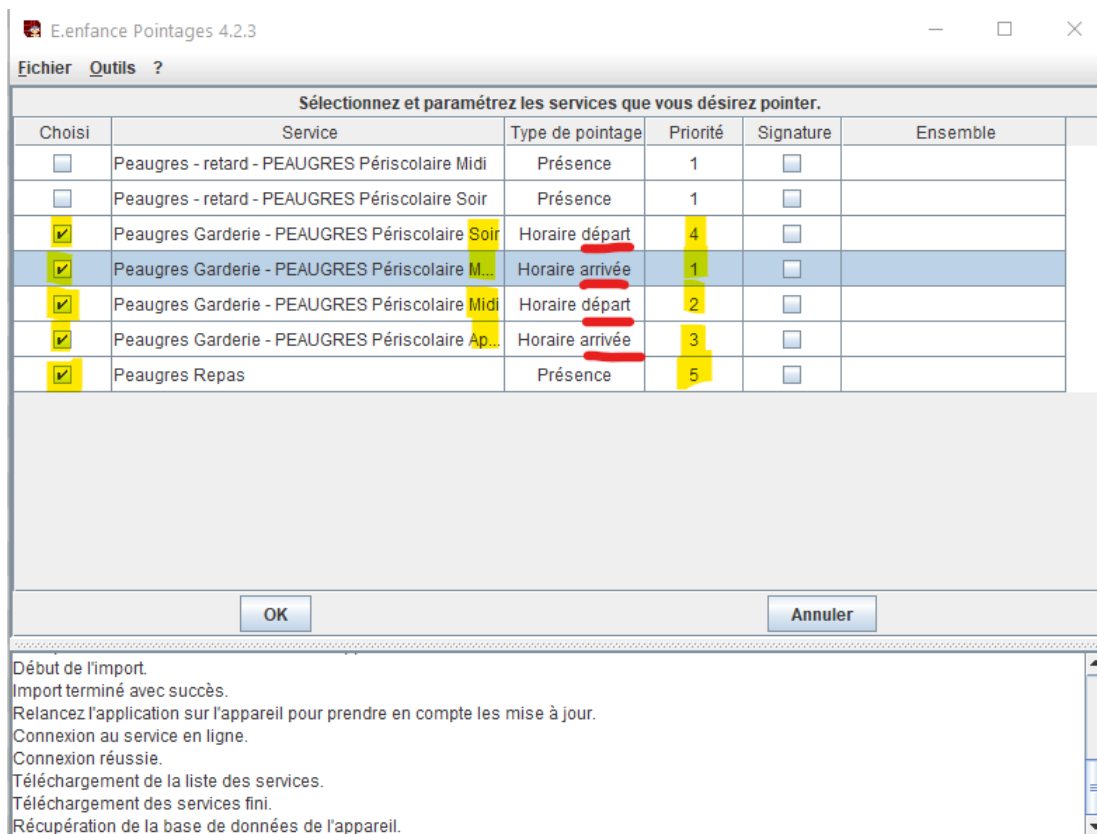 E.enfance Pointages 4.2.3
Fichier Outils ?
Sélectionnez et paramétrez les services que vous désirez pointer.
Choisi Service Type de pointage Priorité Signature Ensemble
Peaugres - retard - PEAUGRES Périscolaire Midi Présence 1
Peaugres - retard - PEAUGRES Périscolaire Soir Présence 1
Peaugres Garderie - PEAUGRES Périscolaire Soir Horaire départ 4
Peaugres Garderie - PEAUGRES Périscolaire M... Horaire arrivée 1
Peaugres Garderie - PEAUGRES Périscolaire Midi Horaire départ 2
Peaugres Garderie - PEAUGRES Périscolaire Ap... Horaire arrivée 3
Peaugres Repas Présence 5
OK Annuler
Début de l'import.
Import terminé avec succès.
Relancez l'application sur l'appareil pour prendre en compte les mise à jour.
Connexion au service en ligne.
Connexion réussie.
Téléchargement de la liste des services.
Téléchargement des services fini.
Récupération de la base de données de l'appareil.